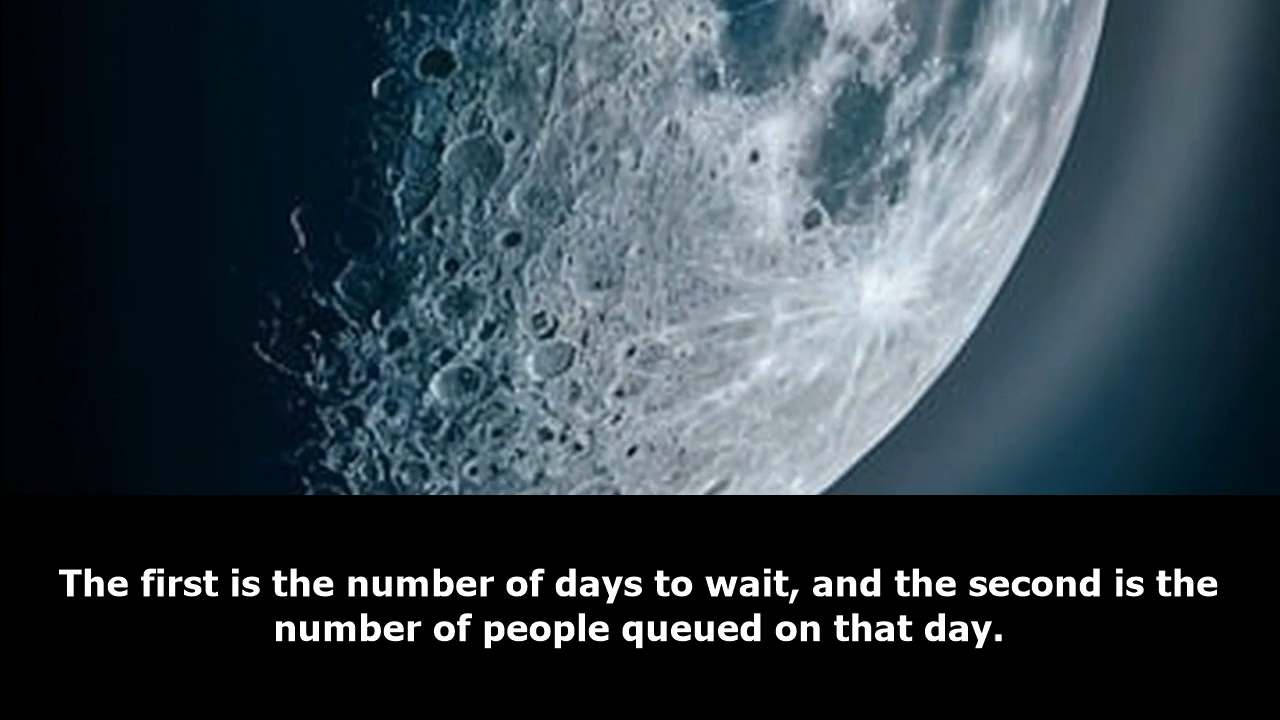 The first is the number of days to wait, and the second is the
number of people queued on that day.